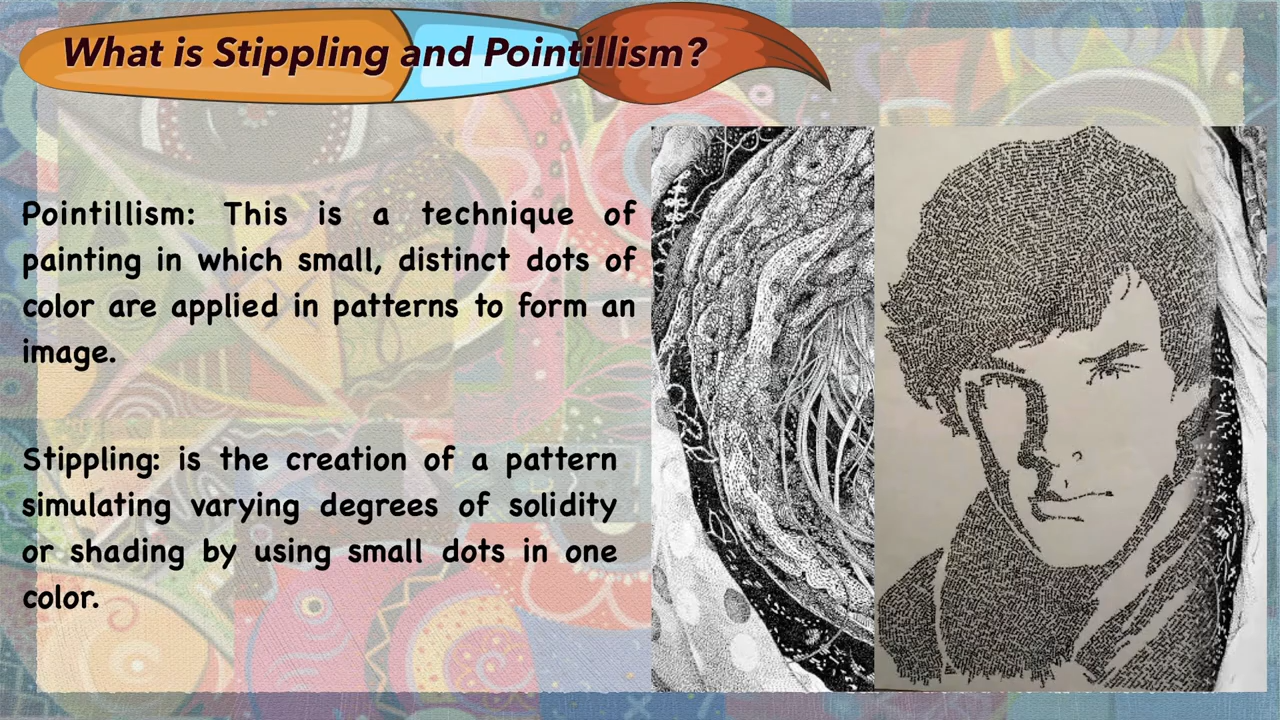 What is Stippling and Pointillism?
Pointillism: This is a technique of
painting in which small, distinct dots of
color are applied in patterns to form an
image.
Stippling: is the creation of a pattern
simulating varying degrees of solidity
or shading by using small dots in one
color.